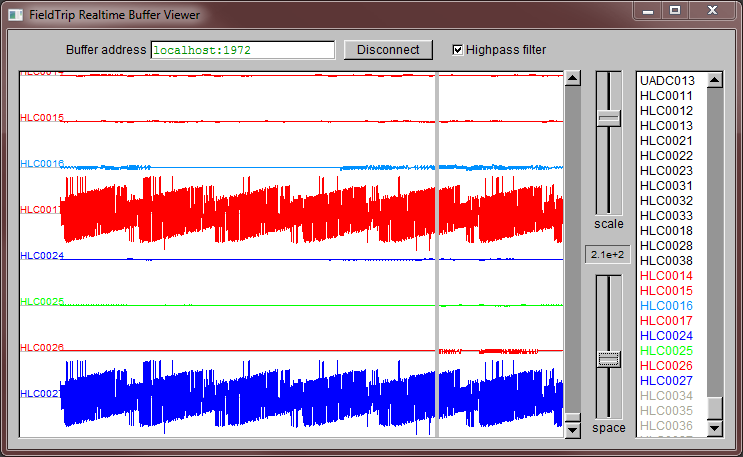 FieldTrip Realtime Buffer Viewer
Buffer address localhost:1972 Disconnect Highpass filter
HLC0014
HLC0015
HLC0016
HLC0017
HLC0024
HLC0025
HLC0026
HLC0027
scale
2.1e+2
space
UADC013
HLC0011
HLC0012
HLC0013
HLC0021
HLC0022
HLC0023
HLC0031
HLC0032
HLC0033
HLC0018
HLC0028
HLC0038
HLC0014
HLC0015
HLC0016
HLC0017
HLC0024
HLC0025
HLC0026
HLC0027
HLC0034
HLC0035
HLC0036